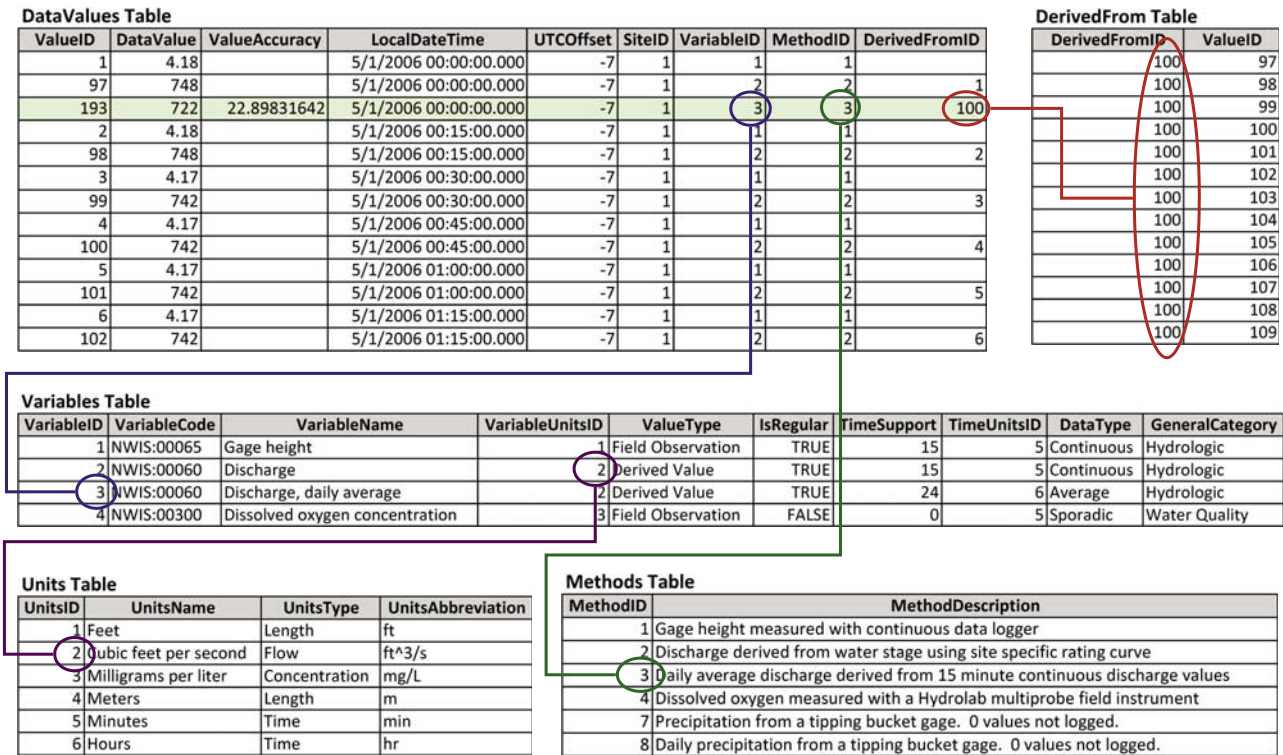 DataValues Table
ValueID DataValue ValueAccuracy LocalDateTime UTCOffset SiteID VariableID MethodID DerivedFromID
1 4.18 5/1/2006 00:00:00.000 -7 1 1 1
97 748 5/1/2006 00:00:00.000 -7 1 2 2 1
193 722 22.89831642 5/1/2006 00:00:00.000 -7 1 3 3 100
2 4.18 5/1/2006 00:15:00.000 -7 1 1 1
98 748 5/1/2006 00:15:00.000 -7 1 2 2 2
3 4.17 5/1/2006 00:30:00.000 -7 1 1 1
99 742 5/1/2006 00:30:00.000 -7 1 2 2 3
4 4.17 5/1/2006 00:45:00.000 -7 1 1 1
100 742 5/1/2006 00:45:00.000 -7 1 2 2 4
5 4.17 5/1/2006 01:00:00.000 -7 1 1 1
101 742 5/1/2006 01:00:00.000 -7 1 2 2 5
6 4.17 5/1/2006 01:15:00.000 -7 1 1 1
102 742 5/1/2006 01:15:00.000 -7 1 2 2 6
DerivedFrom Table
DerivedFromID ValueID
100 97
100 98
100 99
100 100
100 101
100 102
100 103
100 104
100 105
100 106
100 107
100 108
100 109
Variables Table
VariableID VariableCode VariableName VariableUnitsID ValueType IsRegular TimeSupport TimeUnitsID DataType GeneralCategory
1 NWIS:00065 Gage height 1 Field Observation TRUE 15 5 Continuous Hydrologic
2 NWIS:00060 Discharge 2 Derived Value TRUE 15 5 Continuous Hydrologic
3 NWIS:00060 Discharge, daily average 2 Derived Value TRUE 24 6 Average Hydrologic
4 NWIS:00300 Dissolved oxygen concentration 3 Field Observation FALSE 0 5 Sporadic Water Quality
Units Table
UnitsID UnitsName UnitsType UnitsAbbreviation
1 Feet Length ft
2 Cubic feet per second Flow ft^3/s
3 Milligrams per liter Concentration mg/L
4 Meters Length m
5 Minutes Time min
6 Hours Time hr
Methods Table
MethodID MethodDescription
1 Gage height measured with continuous data logger
2 Discharge derived from water stage using site specific rating curve
3 Daily average discharge derived from 15 minute continuous discharge values
4 Dissolved oxygen measured with a Hydrolab multiprobe field instrument
7 Precipitation from a tipping bucket gage. 0 values not logged.
8 Daily precipitation from a tipping bucket gage. 0 values not logged.